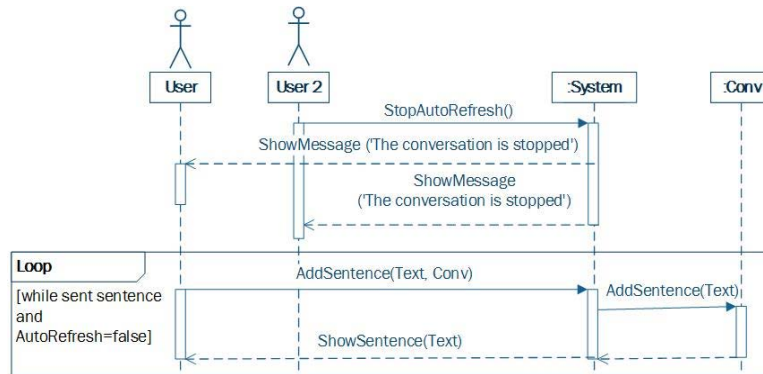 User
User 2
:System
:Conv
StopAutoRefresh()
ShowMessage ('The conversation is stopped')
ShowMessage
('The conversation is stopped')
Loop
[while sent sentence
and
AutoRefresh=false]
AddSentence(Text, Conv)
AddSentence(Text)
ShowSentence(Text)